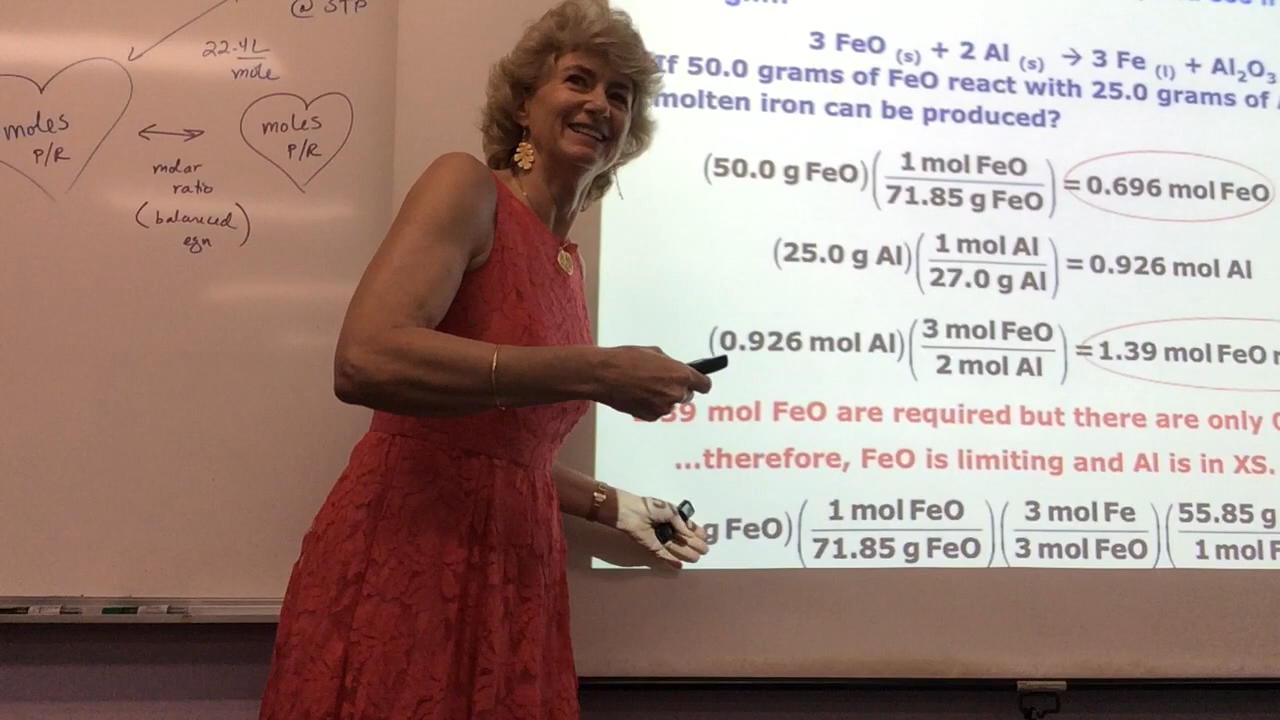 @ STP
22.4L
mole
moles
P/R
moles
P/R
molar
ratio
(balanced
eqn)
3 FeO (s) + 2 Al (s) → 3 Fe (l) + Al2O3
If 50.0 grams of FeO react with 25.0 grams of
molten iron can be produced?
(50.0 g FeO)(1 mol FeO / 71.85 g FeO) = 0.696 mol FeO
(25.0 g Al)(1 mol Al / 27.0 g Al) = 0.926 mol Al
(0.926 mol Al)(3 mol FeO / 2 mol Al) = 1.39 mol FeO
39 mol FeO are required but there are only
...therefore, FeO is limiting and Al is in XS.
g FeO)(1 mol FeO / 71.85 g FeO)(3 mol Fe / 3 mol FeO)(55.85 g / 1 mol